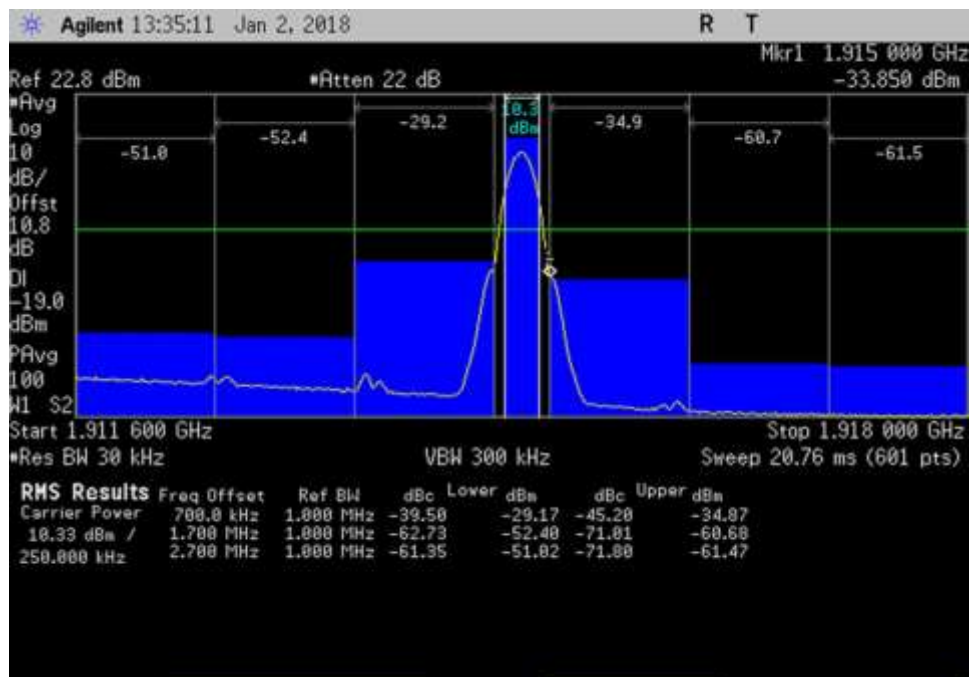 Agilent 13:35:11 Jan 2, 2018 R T
Mkr1 1.915 000 GHz
Ref 22.8 dBm *Atten 22 dB -33.850 dBm
*Avg
Log
10
dB/
Offst
10.8
dB
DI
-19.0
dBm
PAvg
100
W1 S2
-51.0 -52.4 -29.2 10.3 dBm -34.9 -60.7 -61.5
Start 1.911 600 GHz Stop 1.918 000 GHz
*Res BW 30 kHz VBW 300 kHz Sweep 20.76 ms (601 pts)
RMS Results Freq Offset Ref BW dBc Lower dBm dBc Upper dBm
Carrier Power 700.0 kHz 1.000 MHz -39.50 -29.17 -45.20 -34.87
10.33 dBm / 1.700 MHz 1.000 MHz -62.73 -52.40 -71.01 -60.68
250.000 kHz 2.700 MHz 1.000 MHz -61.35 -51.02 -71.80 -61.47